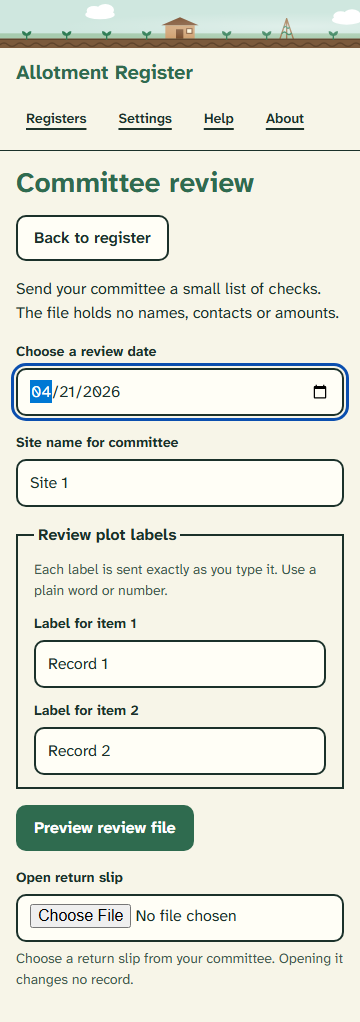 Allotment Register
Registers Settings Help About
Committee review
Back to register
Send your committee a small list of checks.
The file holds no names, contacts or amounts.
Choose a review date
04/21/2026
Site name for committee
Site 1
Review plot labels
Each label is sent exactly as you type it. Use a
plain word or number.
Label for item 1
Record 1
Label for item 2
Record 2
Preview review file
Open return slip
Choose File No file chosen
Choose a return slip from your committee. Opening it
changes no record.